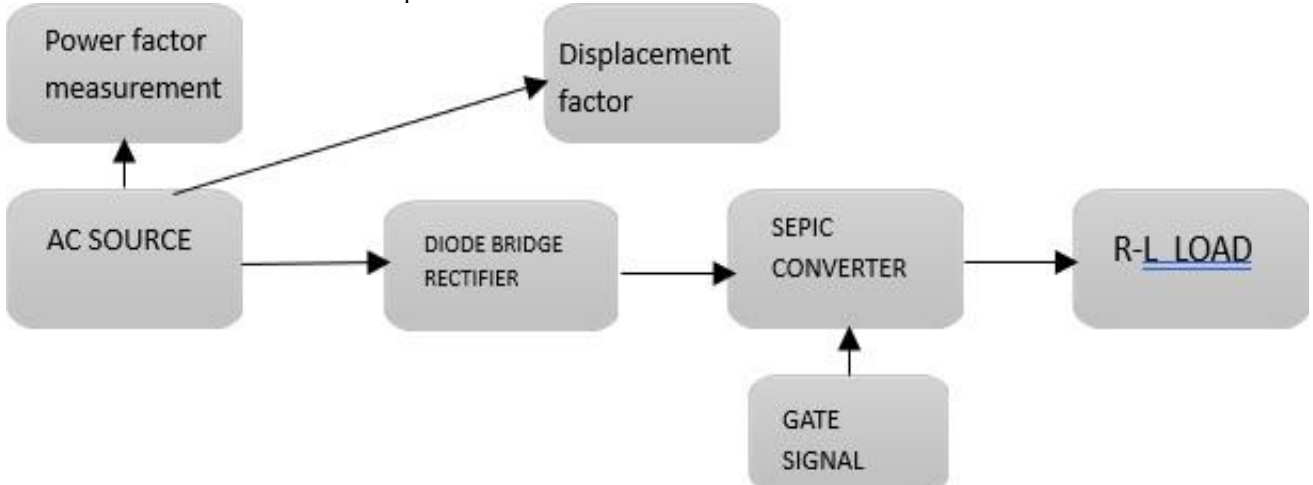 Power factor
measurement
Displacement
factor
AC SOURCE
DIODE BRIDGE
RECTIFIER
SEPIC
CONVERTER
R-L LOAD
GATE
SIGNAL